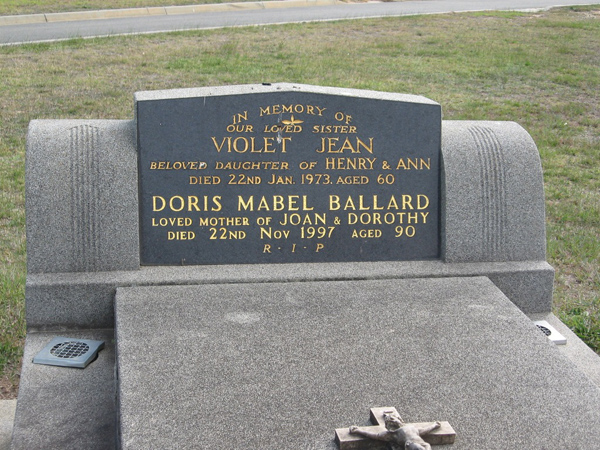 IN MEMORY OF
OUR LOVED SISTER
VIOLET JEAN
BELOVED DAUGHTER OF HENRY & ANN
DIED 22ND JAN. 1973. AGED 60
DORIS MABEL BALLARD
LOVED MOTHER OF JOAN & DOROTHY
DIED 22ND NOV 1997 AGED 90
R · I · P